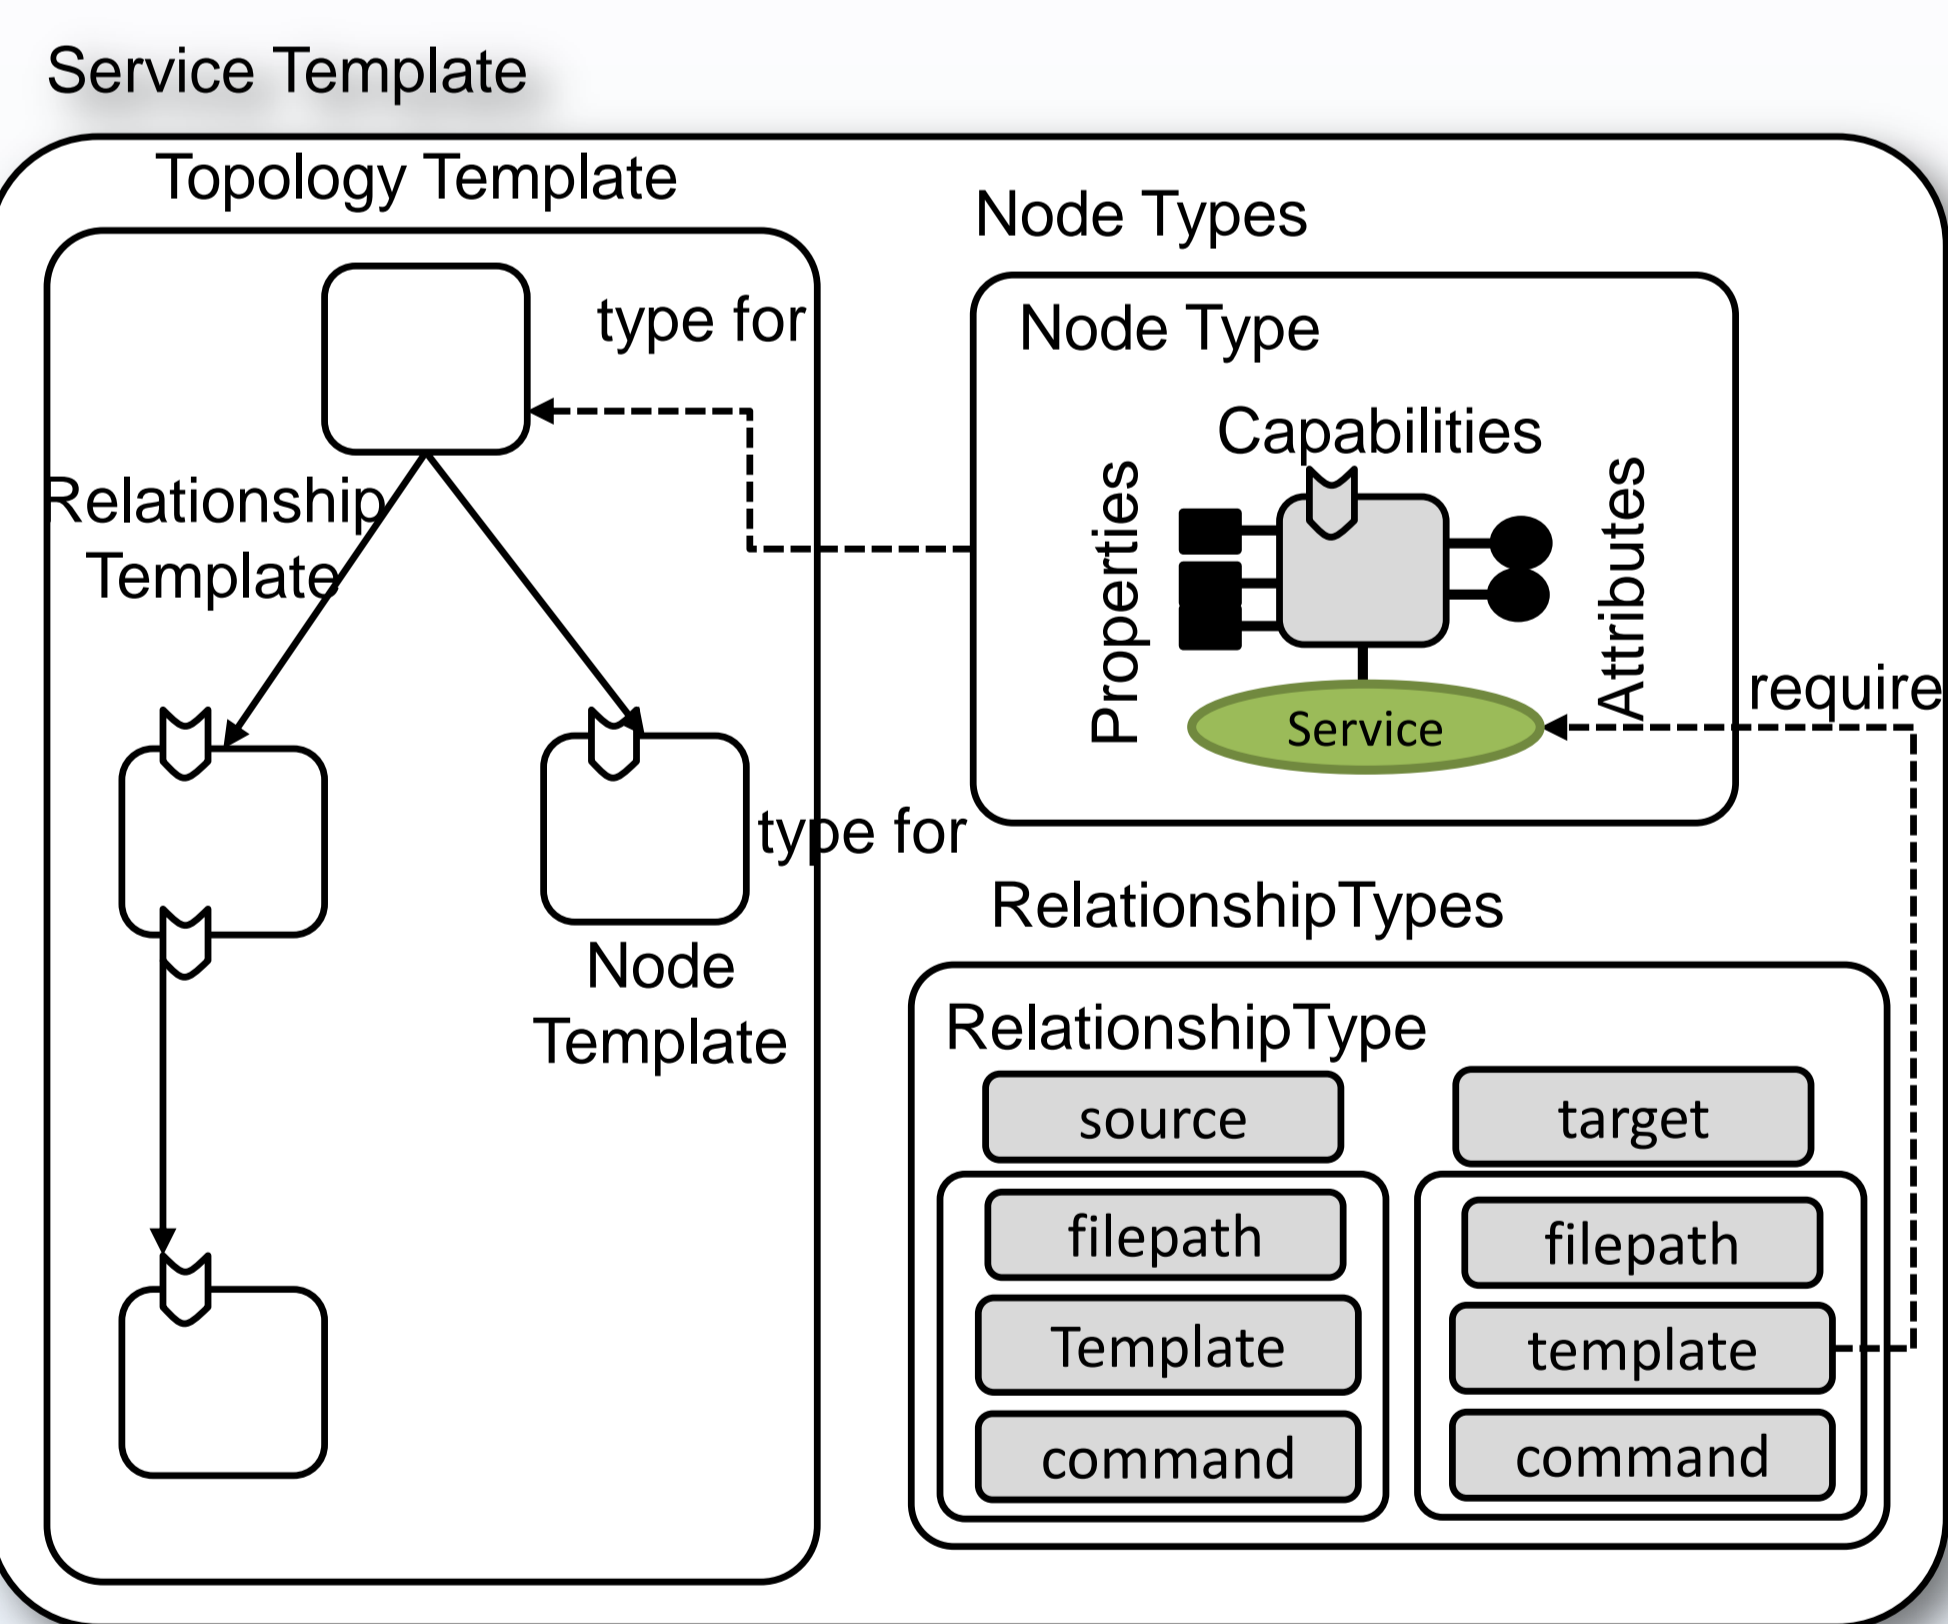 Service Template
Topology Template
type for
Relationship
Template
type for
Node
Template
Node Types
Node Type
Capabilities
Properties
Attributes
Service
require
RelationshipTypes
RelationshipType
source
target
filepath
Template
command
filepath
template
command